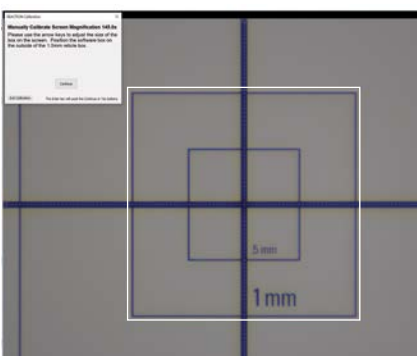 Manually Calibrate Screen Magnification 140.0x
Please use the arrow keys to adjust the size of the
box on the screen. Position the software box on
the outside of the 1.0mm reticle box.
Continue
5 mm
1 mm